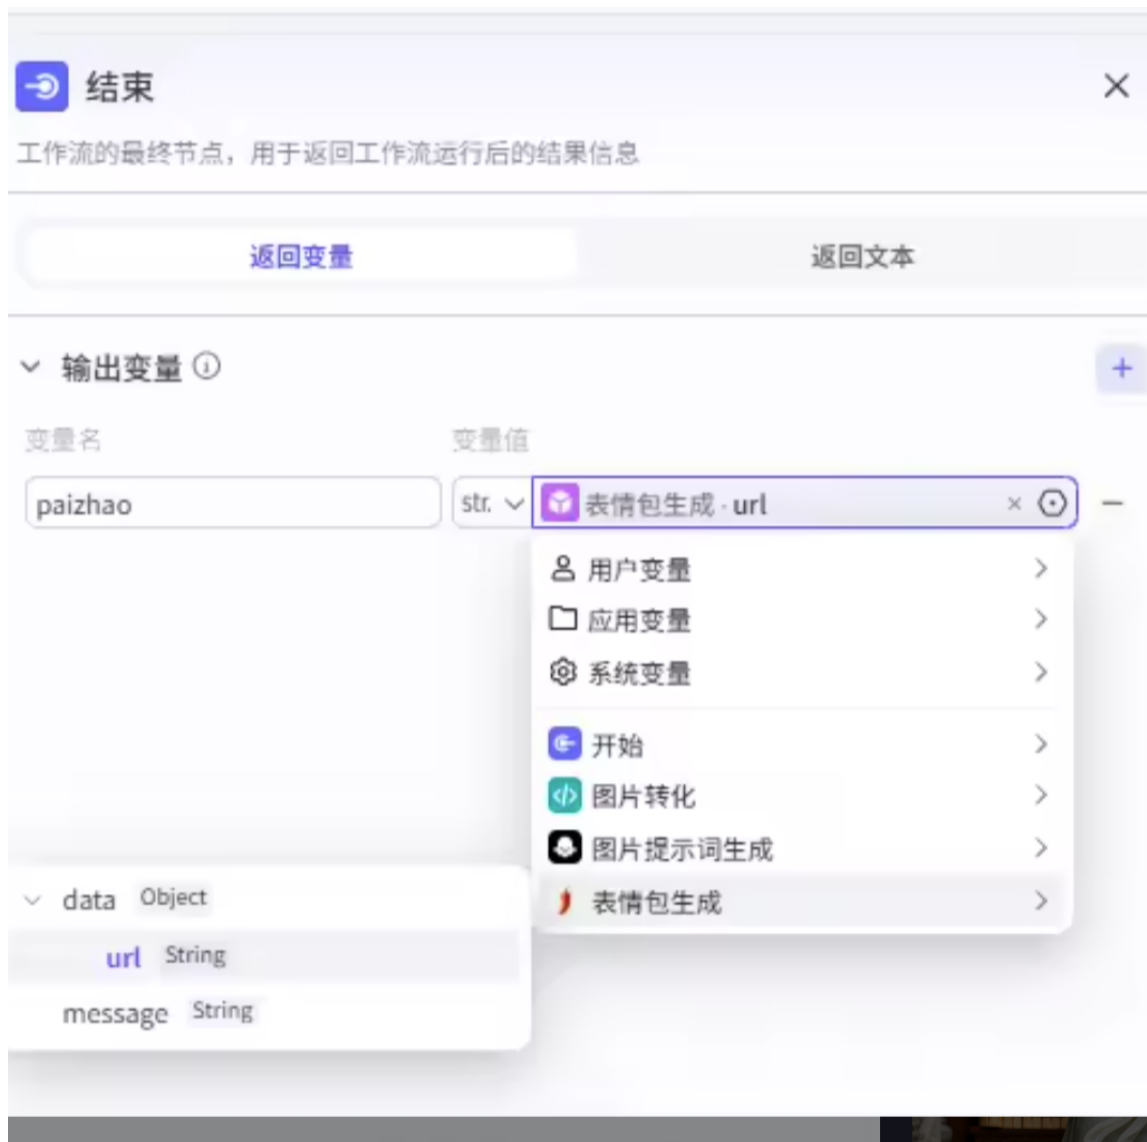 结束
工作流的最终节点，用于返回工作流运行后的结果信息
返回变量 返回文本
输出变量
变量名 变量值
paizhao str. 表情包生成 · url
用户变量
应用变量
系统变量
开始
图片转化
图片提示词生成
表情包生成
data Object
url String
message String